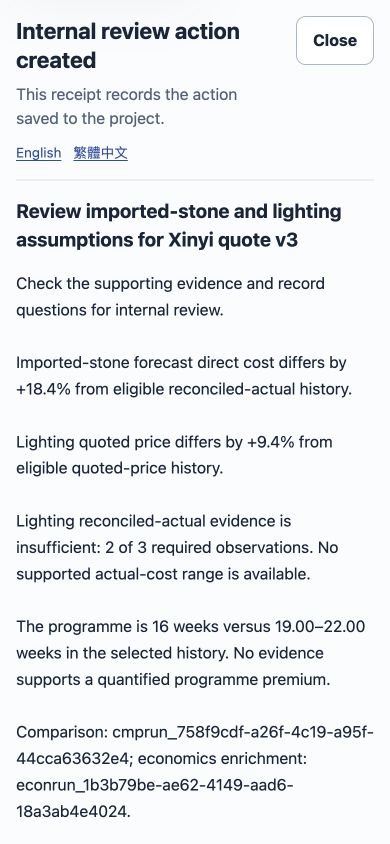 Internal review action
created
Close
This receipt records the action
saved to the project.
English 繁體中文
Review imported-stone and lighting
assumptions for Xinyi quote v3
Check the supporting evidence and record
questions for internal review.
Imported-stone forecast direct cost differs by
+18.4% from eligible reconciled-actual history.
Lighting quoted price differs by +9.4% from
eligible quoted-price history.
Lighting reconciled-actual evidence is
insufficient: 2 of 3 required observations. No
supported actual-cost range is available.
The programme is 16 weeks versus 19.00–22.00
weeks in the selected history. No evidence
supports a quantified programme premium.
Comparison: cmprun_758f9cdf-a26f-4c19-a95f-
44cca63632e4; economics enrichment:
econrun_1b3b79be-ae62-4149-aad6-
18a3ab4e4024.